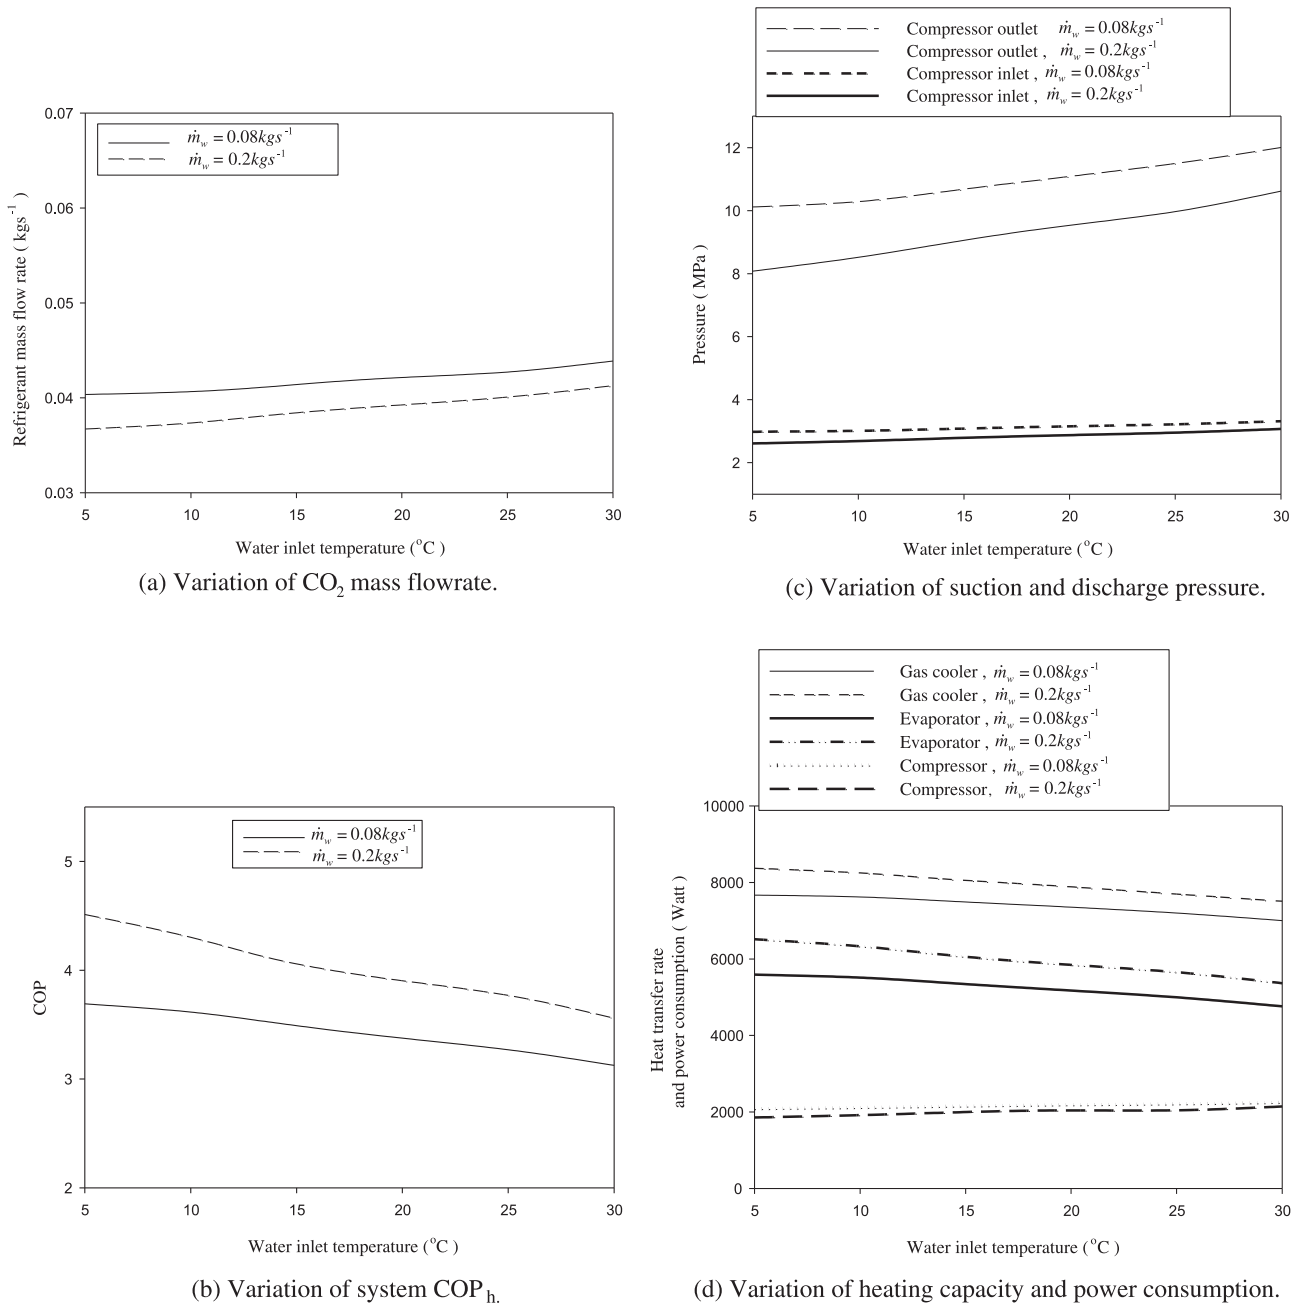 ṁw = 0.08kgs-1
ṁw = 0.2kgs-1
0.07
0.06
0.05
0.04
0.03
Refrigerant mass flow rate ( kgs-1 )
5 10 15 20 25 30
Water inlet temperature (°C )
(a) Variation of CO2 mass flowrate.
Compressor outlet ṁw = 0.08kgs-1
Compressor outlet , ṁw = 0.2kgs-1
Compressor inlet , ṁw = 0.08kgs-1
Compressor inlet , ṁw = 0.2kgs-1
12
10
8
6
4
2
Pressure ( MPa )
5 10 15 20 25 30
Water inlet temperature (°C )
(c) Variation of suction and discharge pressure.
ṁw = 0.08kgs-1
ṁw = 0.2kgs-1
5
4
3
2
COP
5 10 15 20 25 30
Water inlet temperature (°C )
(b) Variation of system COPh.
Gas cooler , ṁw = 0.08kgs-1
Gas cooler , ṁw = 0.2kgs-1
Evaporator , ṁw = 0.08kgs-1
Evaporator , ṁw = 0.2kgs-1
Compressor , ṁw = 0.08kgs-1
Compressor, ṁw = 0.2kgs-1
10000
8000
6000
4000
2000
0
Heat transfer rate
and power consumption ( Watt )
5 10 15 20 25 30
Water inlet temperature (°C )
(d) Variation of heating capacity and power consumption.